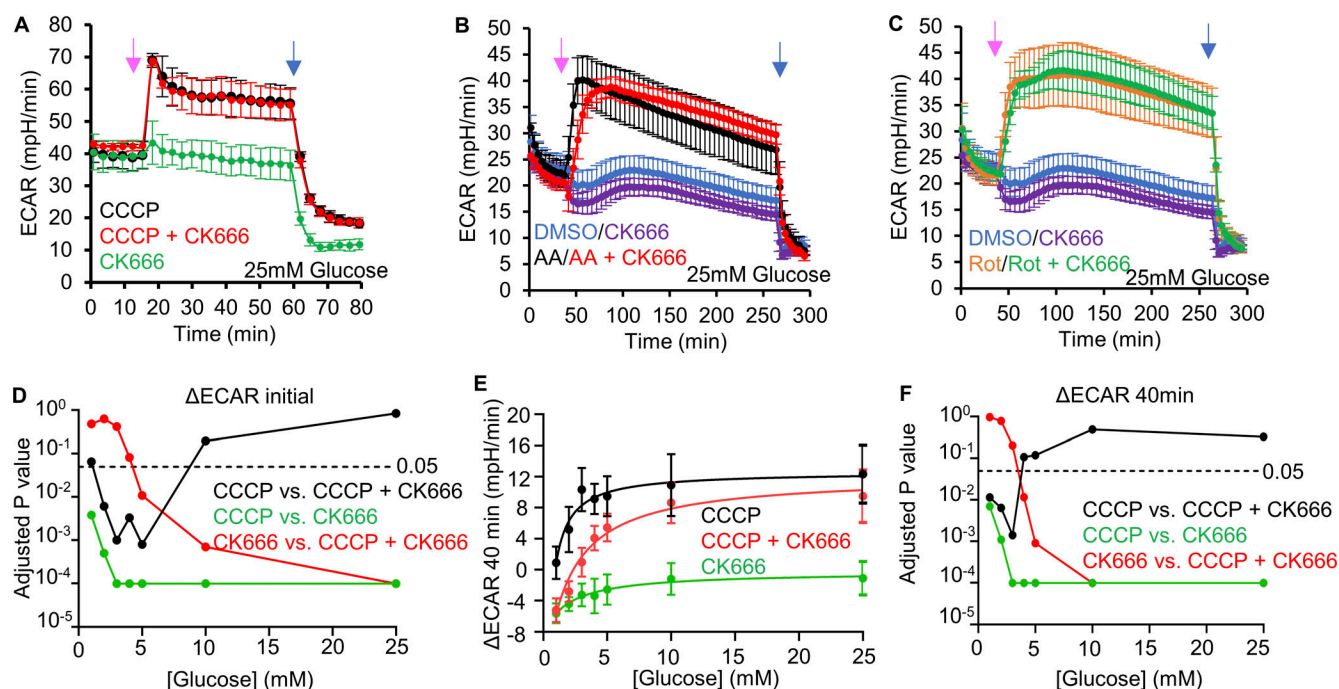 A
ECAR (mpH/min)
80
70
60
50
40
30
20
10
0
CCCP
CCCP + CK666
CK666
25mM Glucose
0 10 20 30 40 50 60 70 80
Time (min)
B
ECAR (mpH/min)
50
45
40
35
30
25
20
15
10
5
0
DMSO/CK666
AA/AA + CK666
25mM Glucose
0 50 100 150 200 250 300
Time (min)
C
ECAR (mpH/min)
50
45
40
35
30
25
20
15
10
5
0
DMSO/CK666
Rot/Rot + CK666
25mM Glucose
0 50 100 150 200 250 300
Time (min)
D
ΔECAR initial
Adjusted P value
10⁰
10⁻¹
10⁻²
10⁻³
10⁻⁴
10⁻⁵
0.05
CCCP vs. CCCP + CK666
CCCP vs. CK666
CK666 vs. CCCP + CK666
0 5 10 15 20 25
[Glucose] (mM)
E
ΔECAR 40 min (mpH/min)
20
16
12
8
4
0
-4
-8
CCCP
CCCP + CK666
CK666
0 5 10 15 20 25
[Glucose] (mM)
F
ΔECAR 40min
Adjusted P value
10⁰
10⁻¹
10⁻²
10⁻³
10⁻⁴
10⁻⁵
0.05
CCCP vs. CCCP + CK666
CCCP vs. CK666
CK666 vs. CCCP + CK666
0 5 10 15 20 25
[Glucose] (mM)